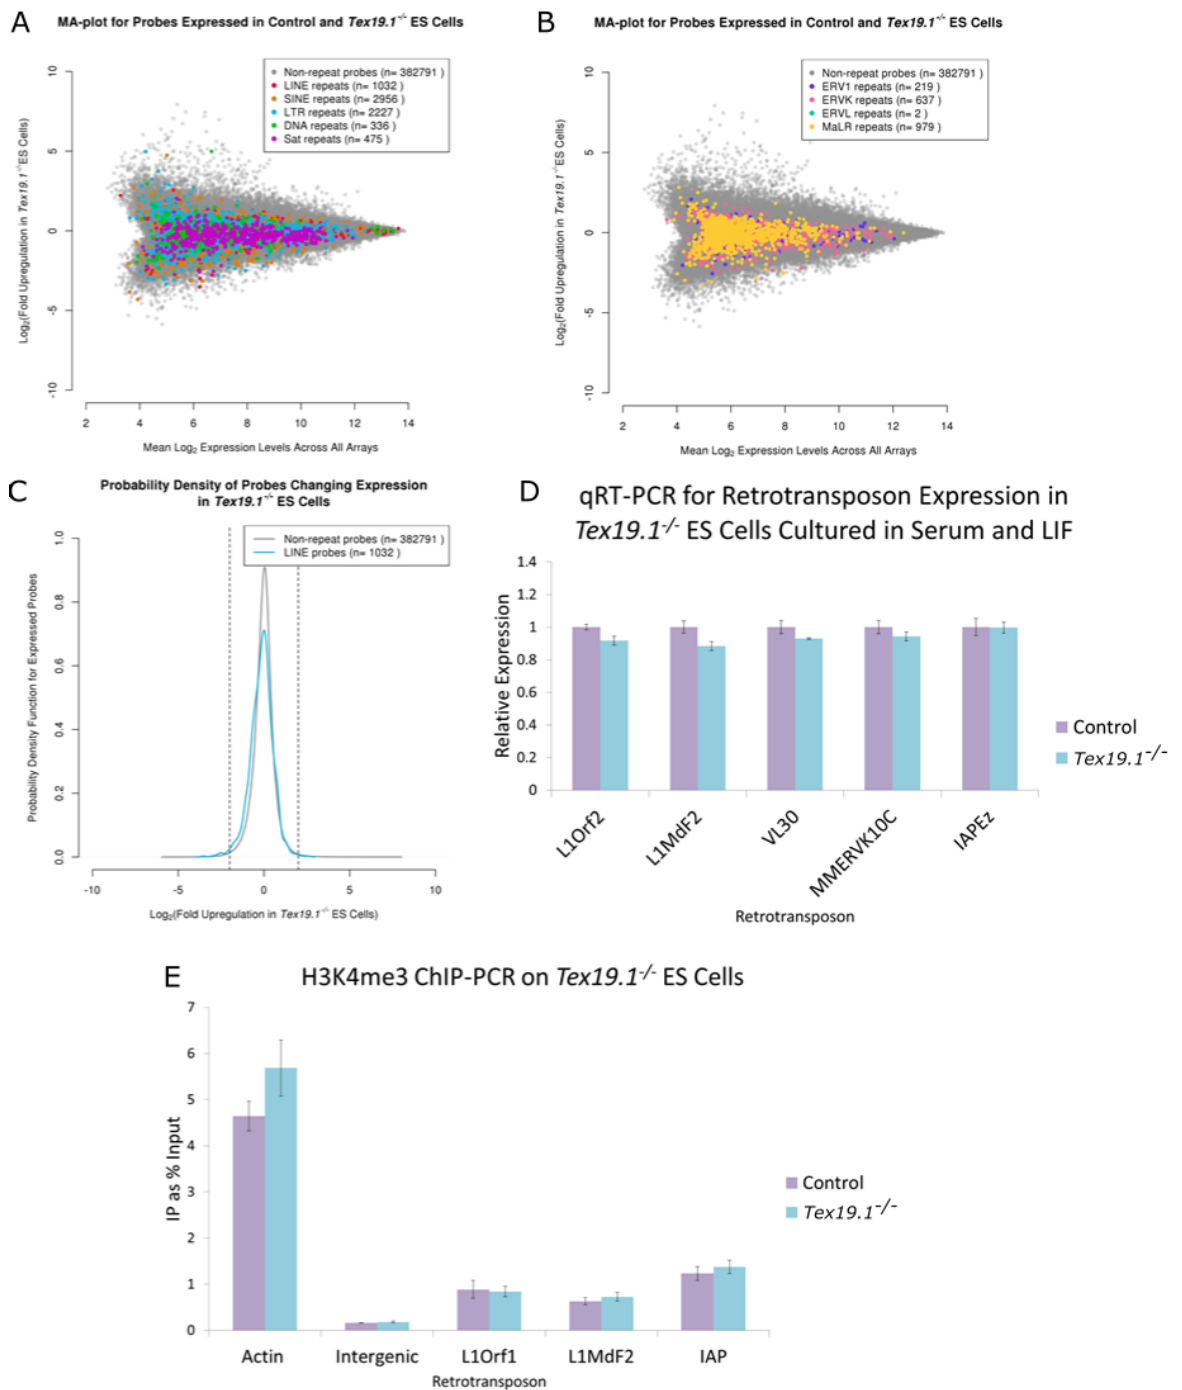 A
MA-plot for Probes Expressed in Control and Tex19.1-/- ES Cells
Log2(Fold Upregulation in Tex19.1-/- ES Cells)
10
5
0
-5
-10
Non-repeat probes (n= 382791 )
LINE repeats (n= 1032 )
SINE repeats (n= 2956 )
LTR repeats (n= 2227 )
DNA repeats (n= 336 )
Sat repeats (n= 475 )
2 4 6 8 10 12 14
Mean Log2 Expression Levels Across All Arrays
B
MA-plot for Probes Expressed in Control and Tex19.1-/- ES Cells
Log2(Fold Upregulation in Tex19.1-/- ES Cells)
10
5
0
-5
-10
Non-repeat probes (n= 382791 )
ERV1 repeats (n= 219 )
ERVK repeats (n= 637 )
ERVL repeats (n= 2 )
MaLR repeats (n= 979 )
2 4 6 8 10 12 14
Mean Log2 Expression Levels Across All Arrays
C
Probability Density of Probes Changing Expression
in Tex19.1-/- ES Cells
Probability Density Function for Expressed Probes
1.0
0.8
0.6
0.4
0.2
0.0
Non-repeat probes (n= 382791 )
LINE probes (n= 1032 )
-10 -5 0 5 10
Log2(Fold Upregulation in Tex19.1-/- ES Cells)
D
qRT-PCR for Retrotransposon Expression in
Tex19.1-/- ES Cells Cultured in Serum and LIF
Relative Expression
1.4
1.2
1
0.8
0.6
0.4
0.2
0
L1Orf2
L1MdF2
VL30
MMERVK10C
IAPEz
Retrotransposon
Control
Tex19.1-/-
E
H3K4me3 ChIP-PCR on Tex19.1-/- ES Cells
IP as % Input
7
6
5
4
3
2
1
0
Actin Intergenic L1Orf1 L1MdF2 IAP
Retrotransposon
Control
Tex19.1-/-